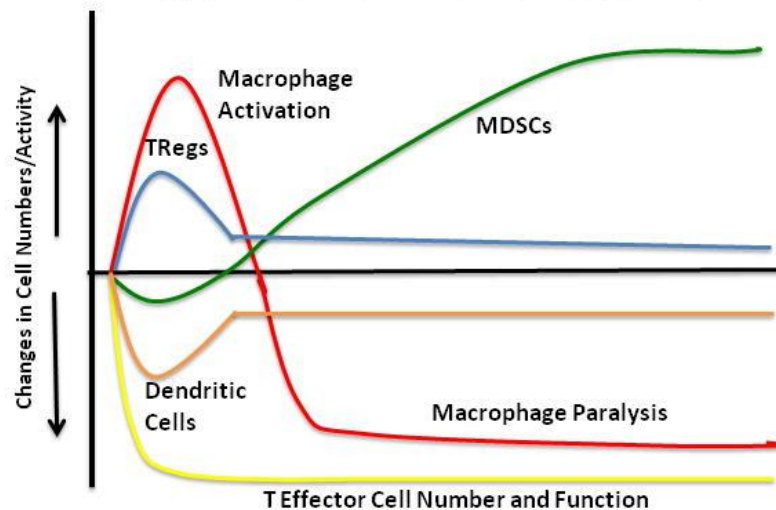 Changes in Cell Numbers/Activity
Macrophage
Activation
TRegs
MDSCs
Dendritic
Cells
Macrophage Paralysis
T Effector Cell Number and Function